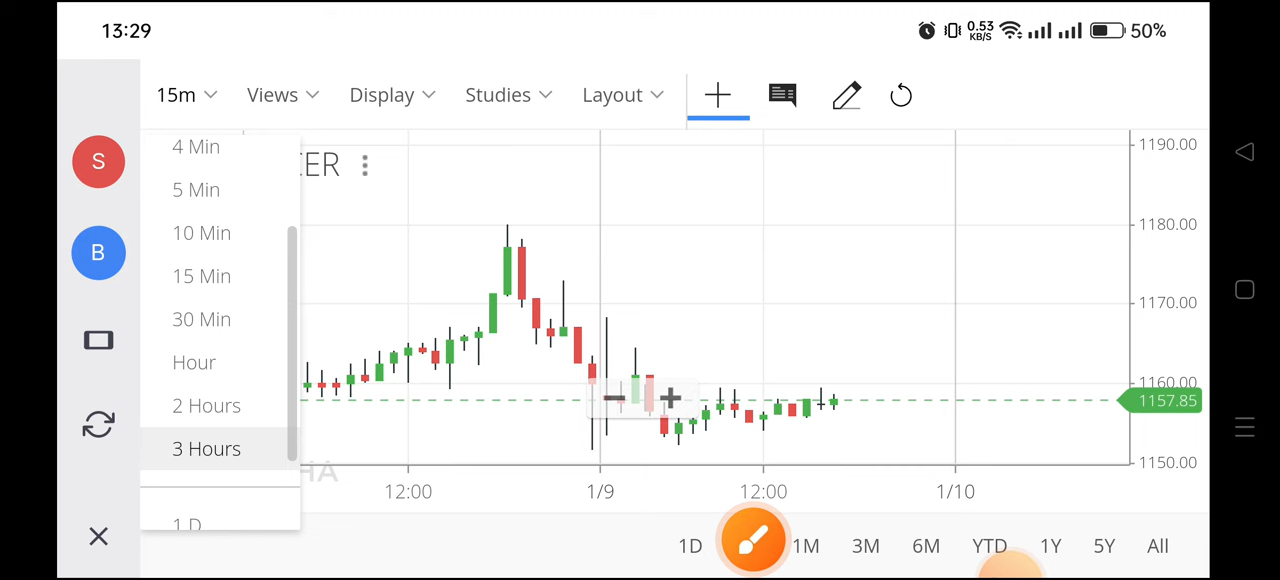 13:29
0.53 KB/S
50%
15m Views Display Studies Layout
S
B
4 Min
5 Min
10 Min
15 Min
30 Min
Hour
2 Hours
3 Hours
1 D
ER
HA
1190.00
1180.00
1170.00
1160.00
1157.85
1150.00
12:00 1/9 12:00 1/10
1D 1M 3M 6M YTD 1Y 5Y All